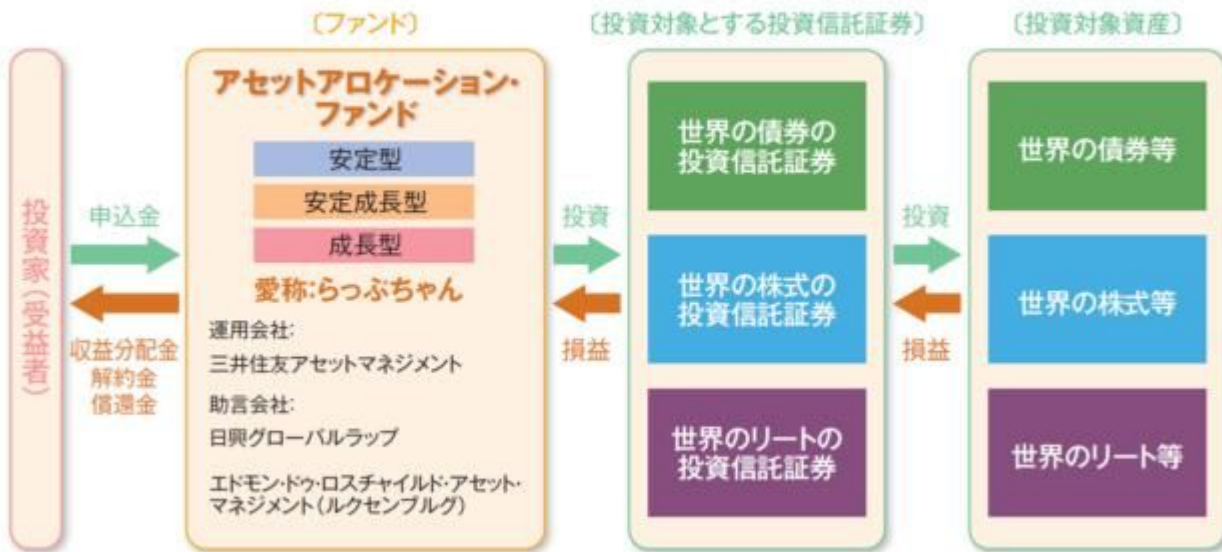 〔ファンド〕
〔投資対象とする投資信託証券〕
〔投資対象資産〕
投資家（受益者）
申込金
収益分配金
解約金
償還金
アセットアロケーション・
ファンド
安定型
安定成長型
成長型
愛称：らっぷちゃん
運用会社：
三井住友アセットマネジメント
助言会社：
日興グローバルラップ
エドモン・ドゥ・ロスチャイルド・アセット・
マネジメント（ルクセンブルグ）
投資
損益
世界の債券の
投資信託証券
世界の株式の
投資信託証券
世界のリートの
投資信託証券
投資
損益
世界の債券等
世界の株式等
世界のリート等